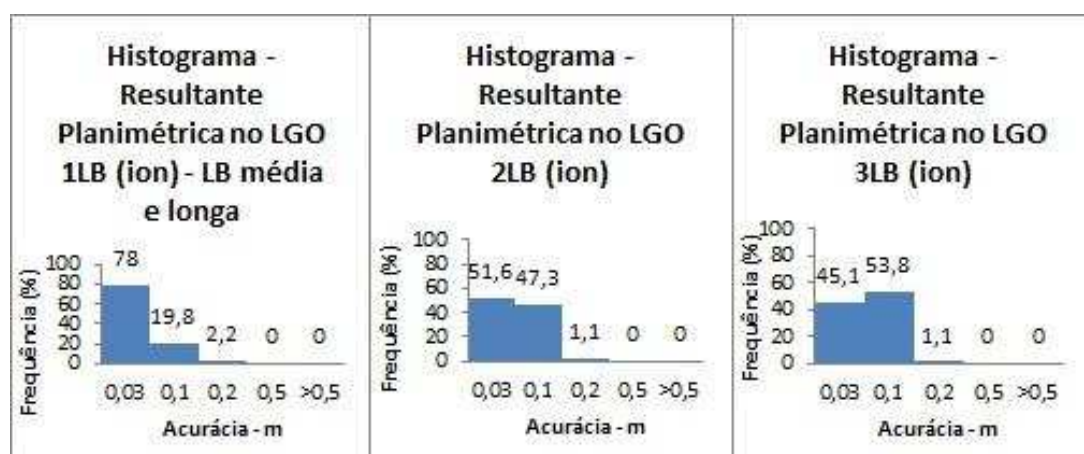 Histograma -
Resultante
Planimétrica no LGO
1LB (ion) - LB média
e longa
Frequência (%)
100
80
60
40
20
0
78
19,8
2,2
0
0
0,03 0,1 0,2 0,5 >0,5
Acurácia - m
Histograma -
Resultante
Planimétrica no LGO
2LB (ion)
Frequência (%)
100
80
60
40
20
0
51,6
47,3
1,1
0
0
0,03 0,1 0,2 0,5 >0,5
Acurácia - m
Histograma -
Resultante
Planimétrica no LGO
3LB (ion)
Frequência (%)
100
80
60
40
20
0
45,1
53,8
1,1
0
0
0,03 0,1 0,2 0,5 >0,5
Acurácia - m